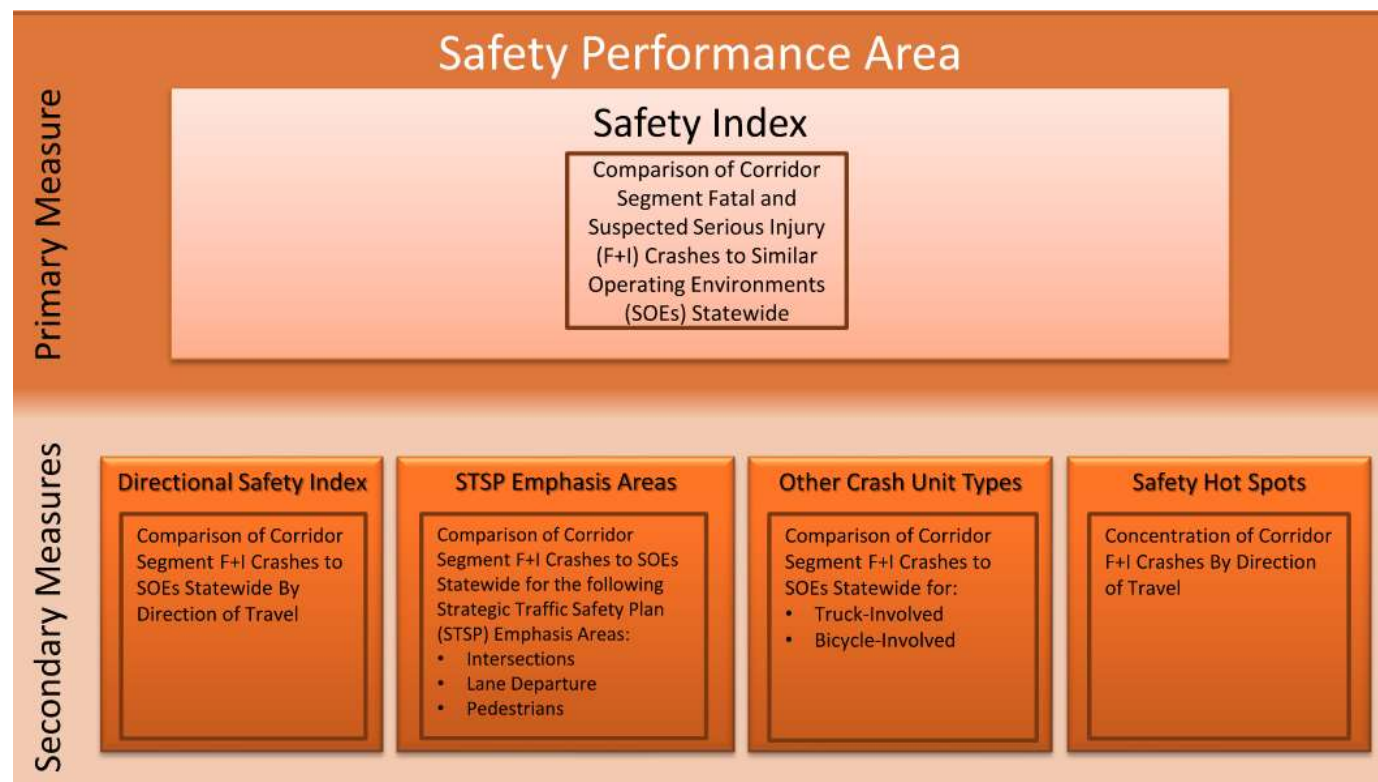 Safety Performance Area
Primary Measure
Safety Index
Comparison of Corridor
Segment Fatal and
Suspected Serious Injury
(F+I) Crashes to Similar
Operating Environments
(SOEs) Statewide
Secondary Measures
Directional Safety Index
Comparison of Corridor
Segment F+I Crashes to
SOEs Statewide By
Direction of Travel
STSP Emphasis Areas
Comparison of Corridor
Segment F+I Crashes to SOEs
Statewide for the following
Strategic Traffic Safety Plan
(STSP) Emphasis Areas:
• Intersections
• Lane Departure
• Pedestrians
Other Crash Unit Types
Comparison of Corridor
Segment F+I Crashes to
SOEs Statewide for:
• Truck-Involved
• Bicycle-Involved
Safety Hot Spots
Concentration of Corridor
F+I Crashes By Direction
of Travel